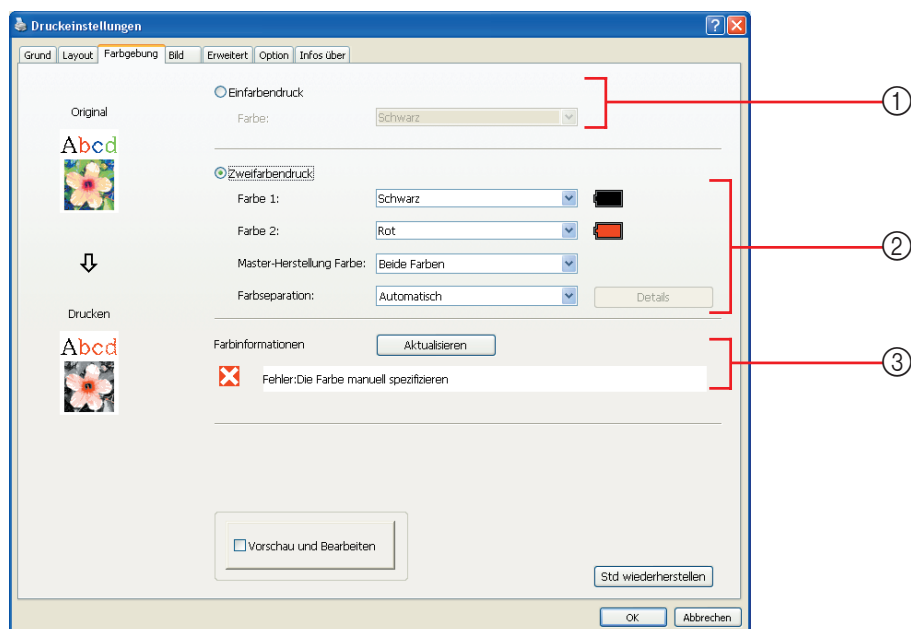 Druckeinstellungen
Grund Layout Farbgebung Bild Erweitert Option Infos über
Einfarbendruck
Farbe: Schwarz
①
Original
Abcd
Zweifarbendruck
Farbe 1: Schwarz
Farbe 2: Rot
②
Master-Herstellung Farbe: Beide Farben
Farbseparation: Automatisch Details
Drucken
Abcd
Farbinformationen Aktualisieren
③
Fehler:Die Farbe manuell spezifizieren
Vorschau und Bearbeiten
Std wiederherstellen
OK Abbrechen